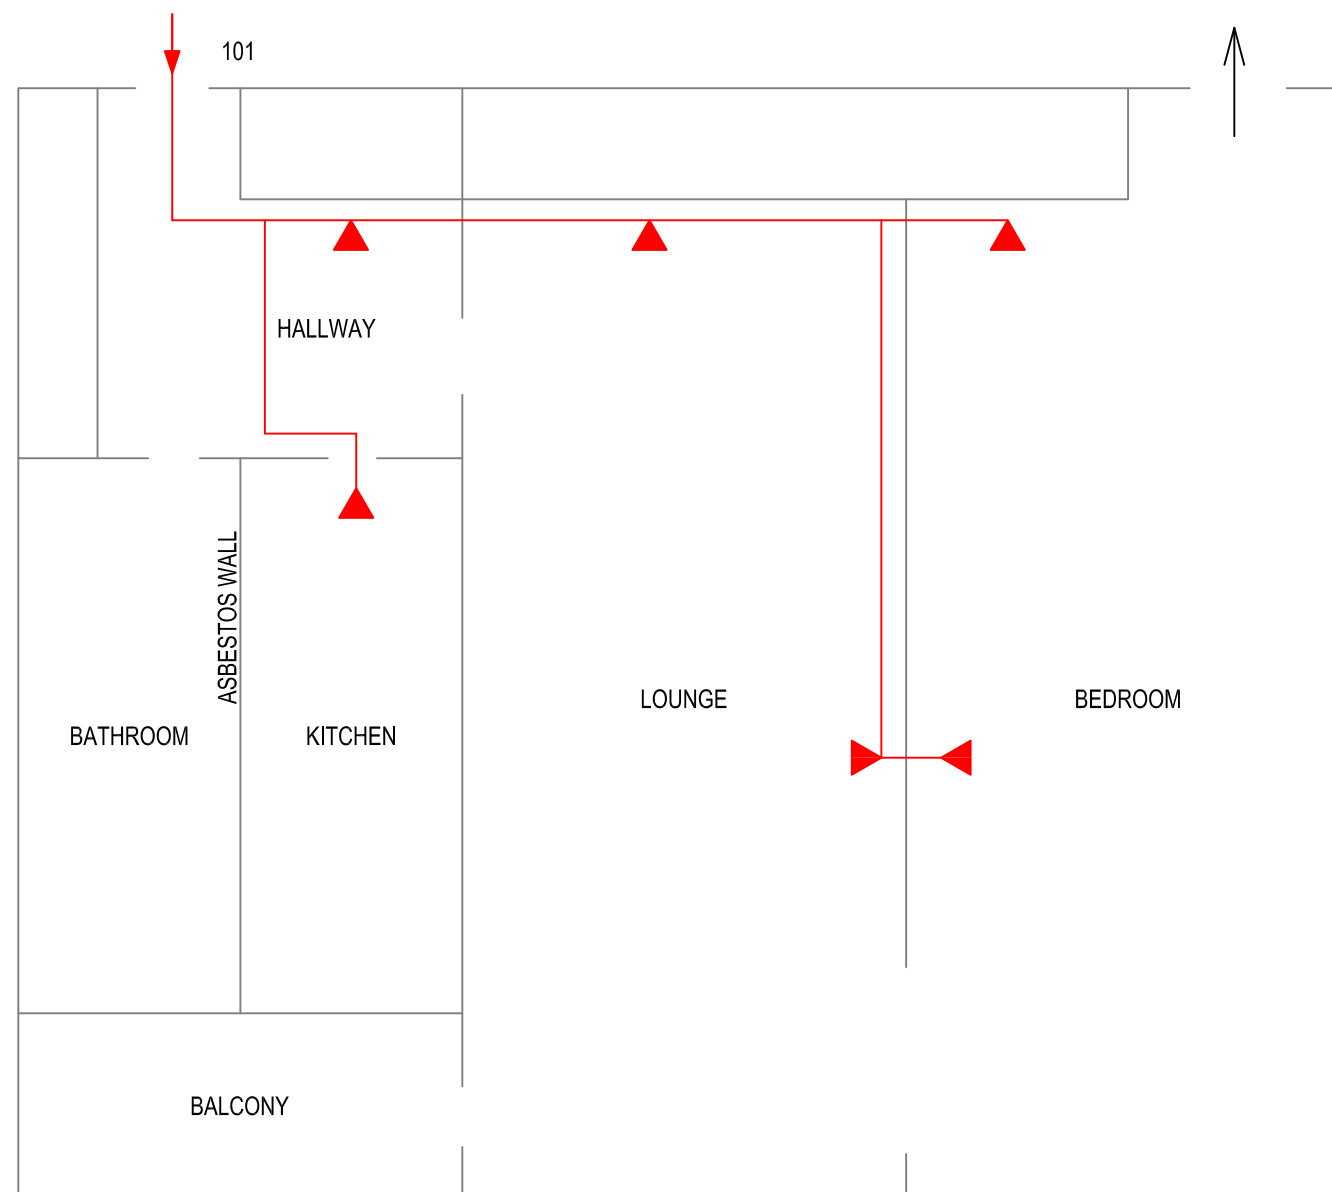 101
HALLWAY
ASBESTOS WALL
LOUNGE
BEDROOM
BATHROOM
KITCHEN
BALCONY